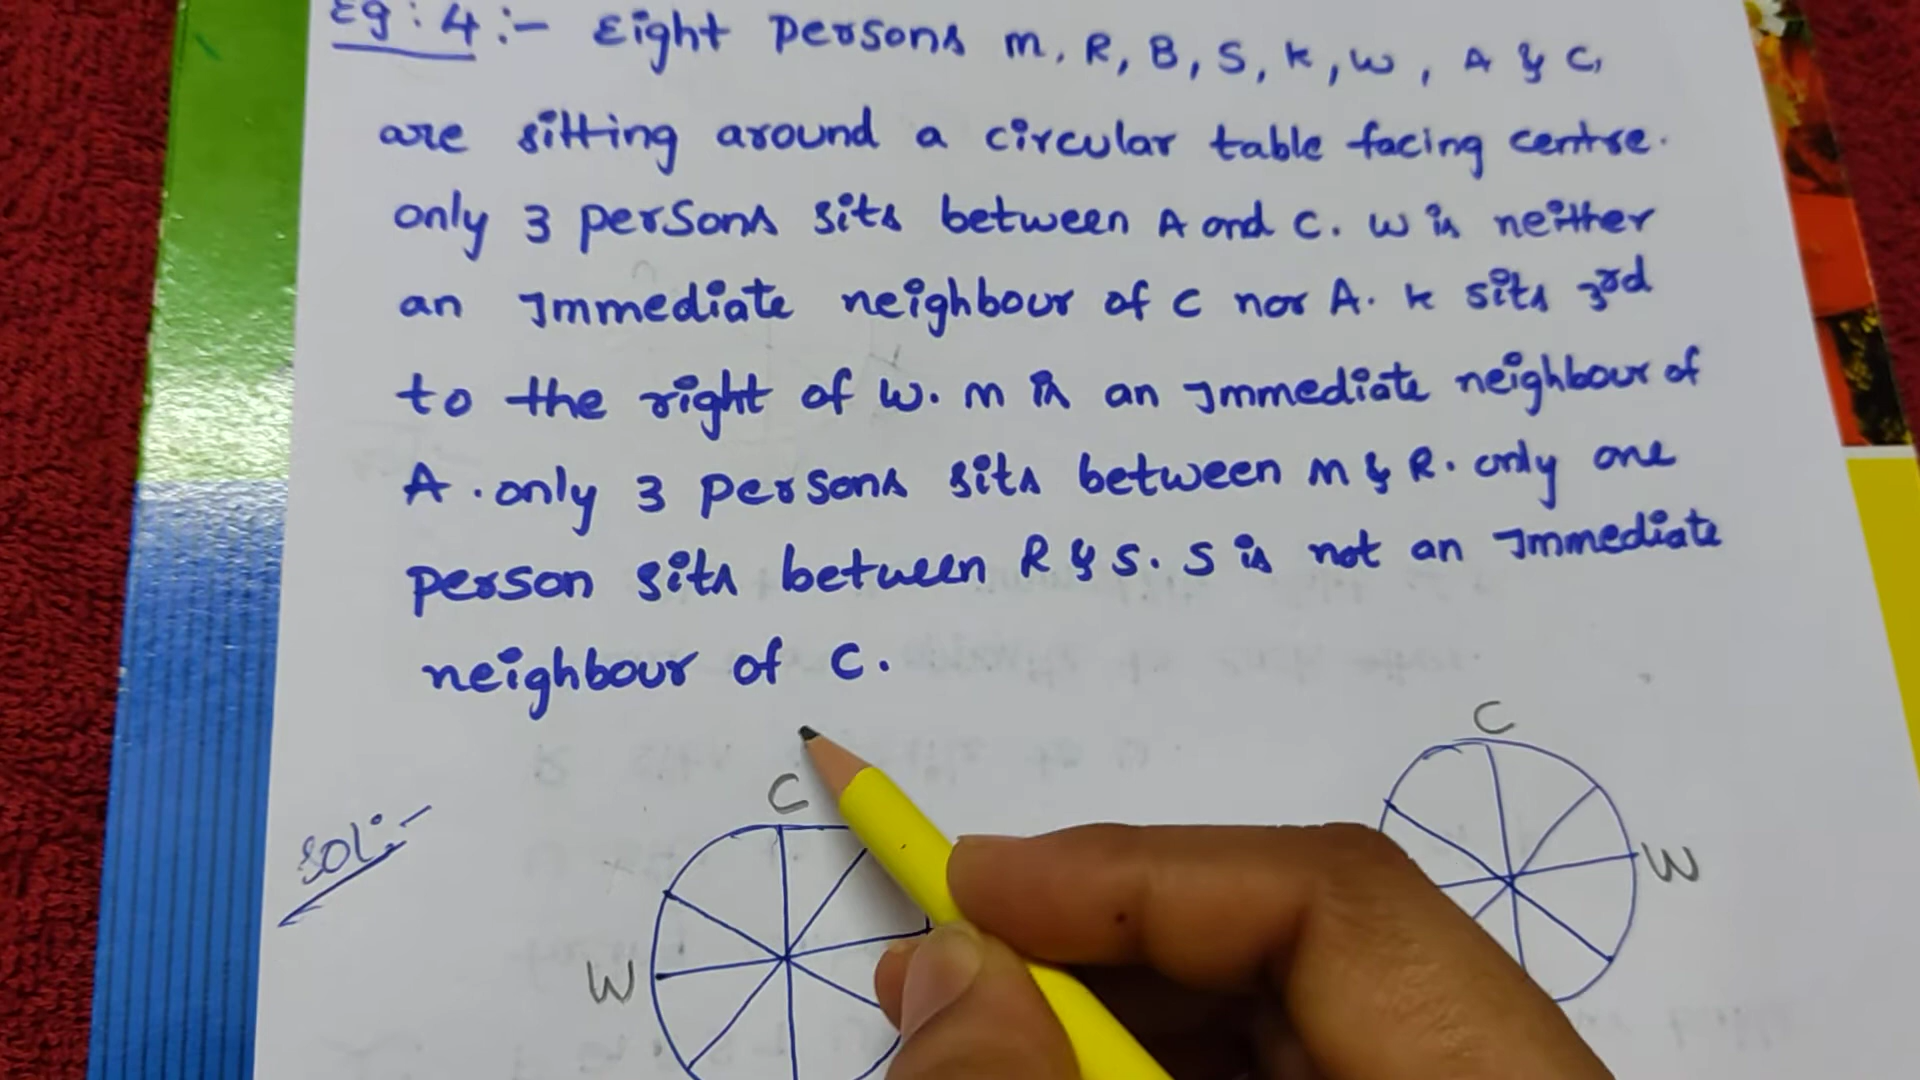 Eg : 4 :- Eight persons M, R, B, S, K, W, A & C,
are sitting around a circular table facing centre.
only 3 persons sits between A and C. W is neither
an Immediate neighbour of C nor A. K sits 3rd
to the right of W. M is an Immediate neighbour of
A. only 3 persons sits between M & R. only one
person sits between R & S. S is not an Immediate
neighbour of C.
Sol:-
C
W
C
W